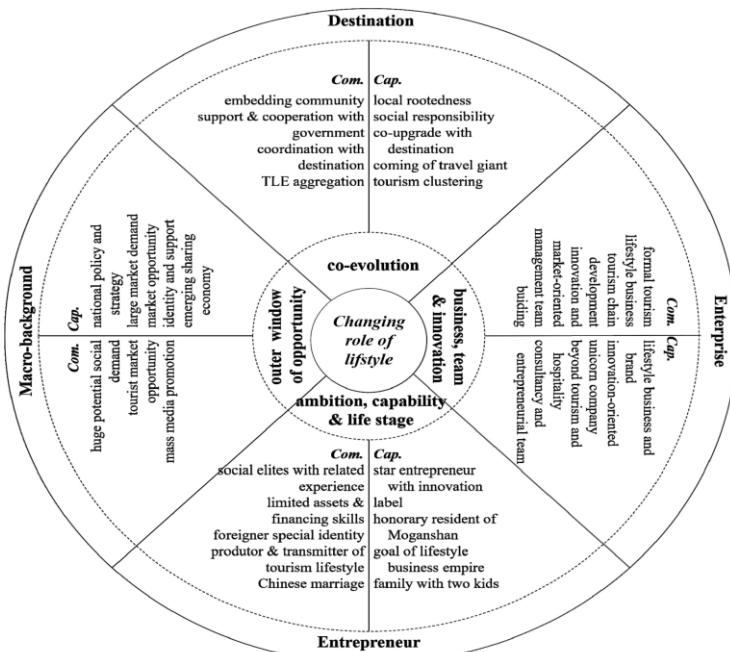 Destination
Com.
embedding community
support & cooperation with
government
coordination with
destination
TLE aggregation
Cap.
local rootedness
social responsibility
co-upgrade with
destination
coming of travel giant
tourism clustering
Macro-background
Cap.
national policy and
strategy
large market demand
market opportunity
identity and support
emerging sharing
economy
Com.
huge potential social
demand
tourist market
opportunity
mass media promotion
co-evolution
outer window
of opportunity
Changing
role of
lifstyle
business, team
& innovation
ambition, capability
& life stage
Enterprise
Com.
formal tourism
lifestyle business
tourism chain
development
innovation and
market-oriented
management team
buiding
Cap.
lifestyle business and
brand
innovation-oriented
unicorn company
beyond tourism and
hospitality
consultancy and
entrepreneurial team
Com.
social elites with related
experience
limited assets &
financing skills
foreigner special identity
produtor & transmitter of
tourism lifestyle
Chinese marriage
Cap.
star entrepreneur
with innovation
label
honorary resident of
Moganshan
goal of lifestyle
business empire
family with two kids
Entrepreneur